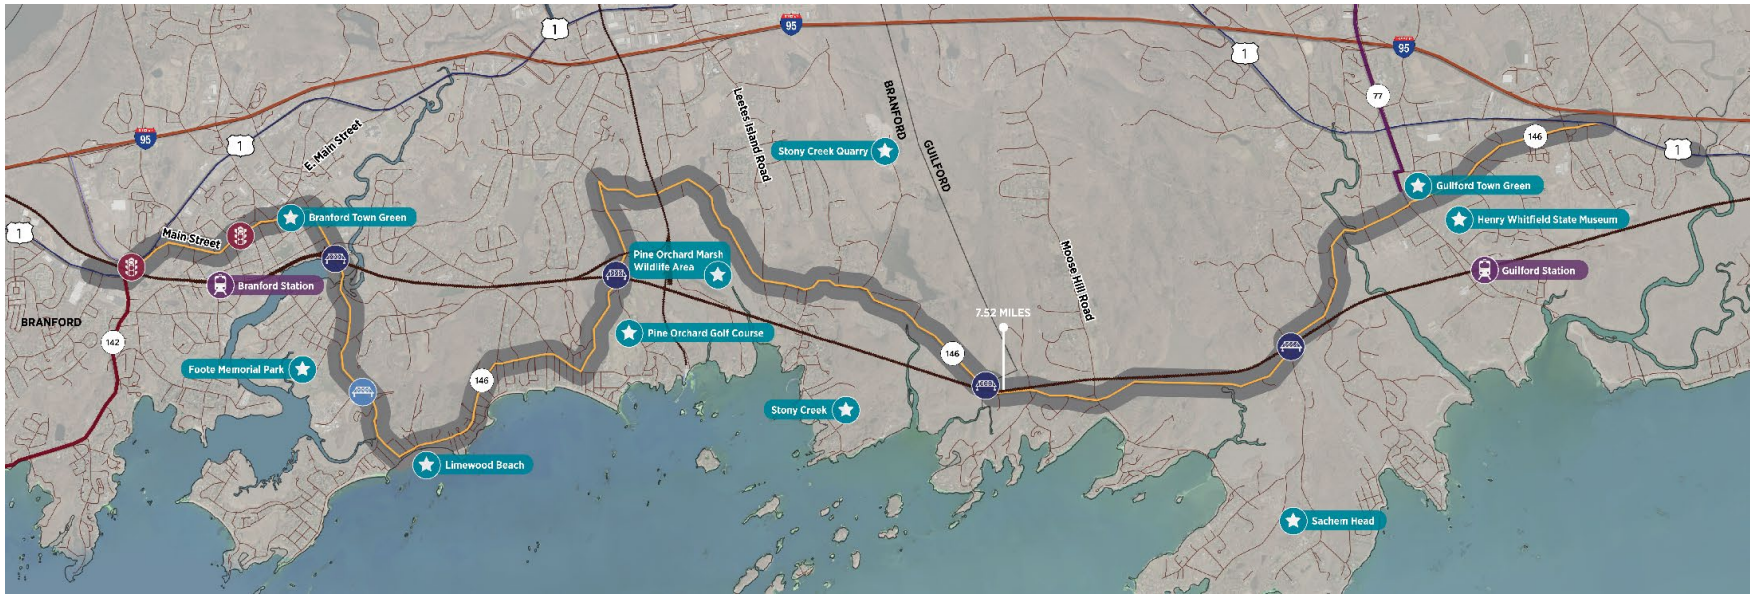 1
95
1
95
77
BRANFORD
GUILFORD
Leetes Island Road
Stony Creek Quarry
146
1
95
1
E. Main Street
Guilford Town Green
Branford Town Green
Henry Whitfield State Museum
1
Main Street
Pine Orchard Marsh
Wildlife Area
Moose Hill Road
Guilford Station
Branford Station
7.52 MILES
BRANFORD
Pine Orchard Golf Course
142
146
Foote Memorial Park
146
Stony Creek
Limewood Beach
Sachem Head